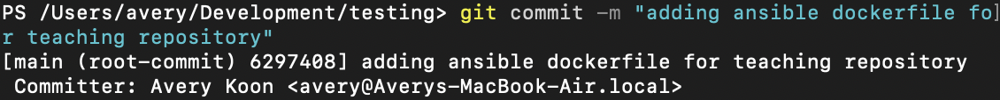 PS /Users/avery/Development/testing> git commit -m "adding ansible dockerfile fo]
r teaching repository"
[main (root-commit) 6297408] adding ansible dockerfile for teaching repository
 Committer: Avery Koon <avery@Averys-MacBook-Air.local>